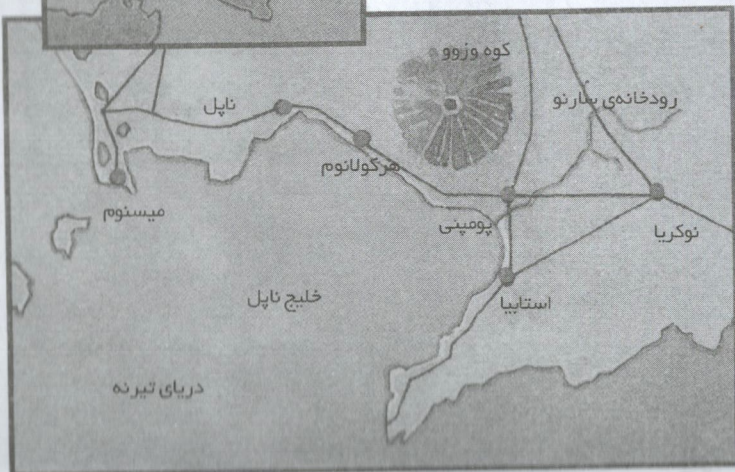 کوه وزوو
رودخانه‌ی سارنو
ناپل
هرکولانوم
میسنوم
پومپئی
نوکریا
خلیج ناپل
استابیا
دریای تیرنه